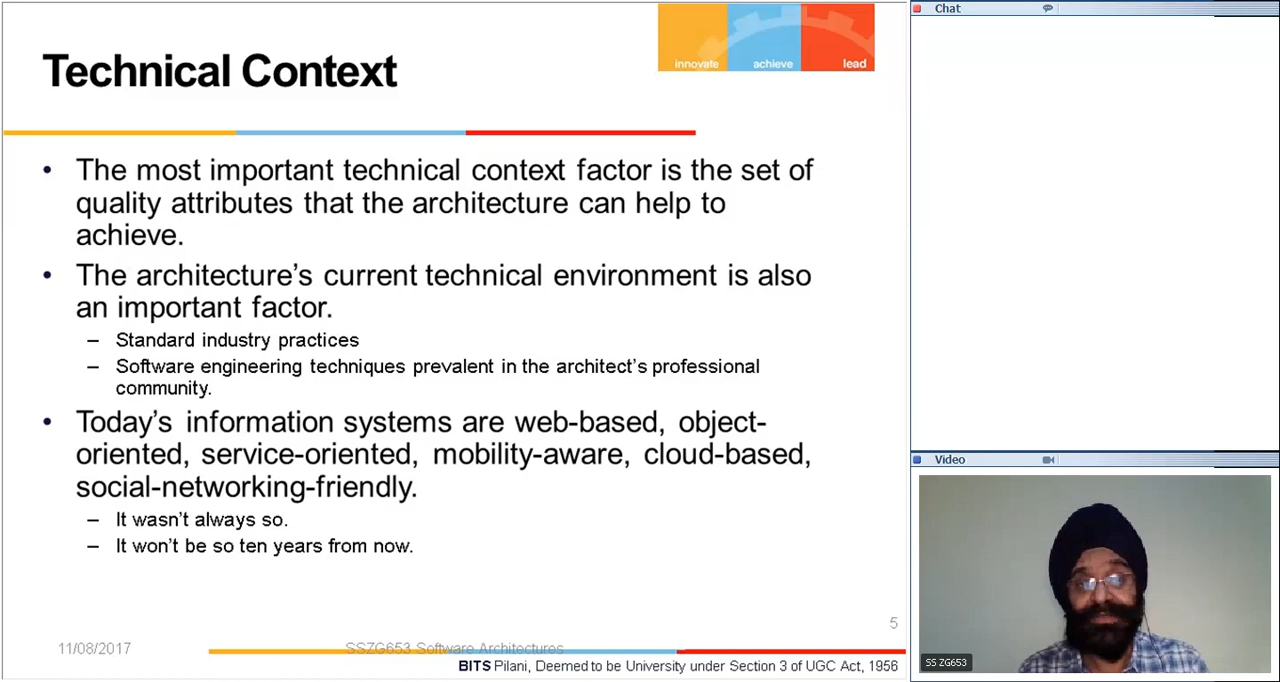 Technical Context
innovate achieve lead
• The most important technical context factor is the set of
quality attributes that the architecture can help to
achieve.
• The architecture’s current technical environment is also
an important factor.
– Standard industry practices
– Software engineering techniques prevalent in the architect’s professional
community.
• Today’s information systems are web-based, object-
oriented, service-oriented, mobility-aware, cloud-based,
social-networking-friendly.
– It wasn’t always so.
– It won’t be so ten years from now.
5
11/08/2017 SSZG653 Software Architectures
BITS Pilani, Deemed to be University under Section 3 of UGC Act, 1956
Chat
Video
SS ZG653